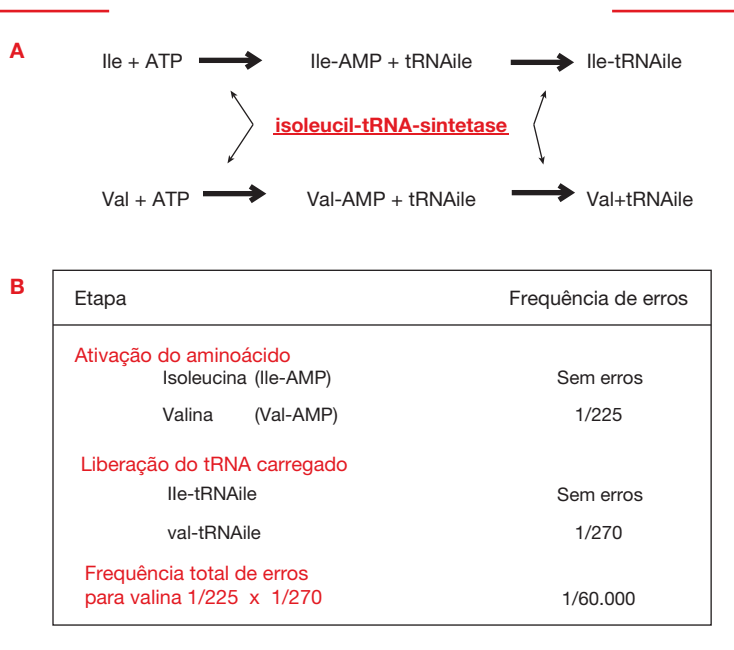 A
Ile + ATP Ile-AMP + tRNAile Ile-tRNAile
isoleucil-tRNA-sintetase
Val + ATP Val-AMP + tRNAile Val+tRNAile
B
Etapa Frequência de erros
Ativação do aminoácido
Isoleucina (Ile-AMP) Sem erros
Valina (Val-AMP) 1/225
Liberação do tRNA carregado
Ile-tRNAile Sem erros
val-tRNAile 1/270
Frequência total de erros
para valina 1/225 x 1/270 1/60.000